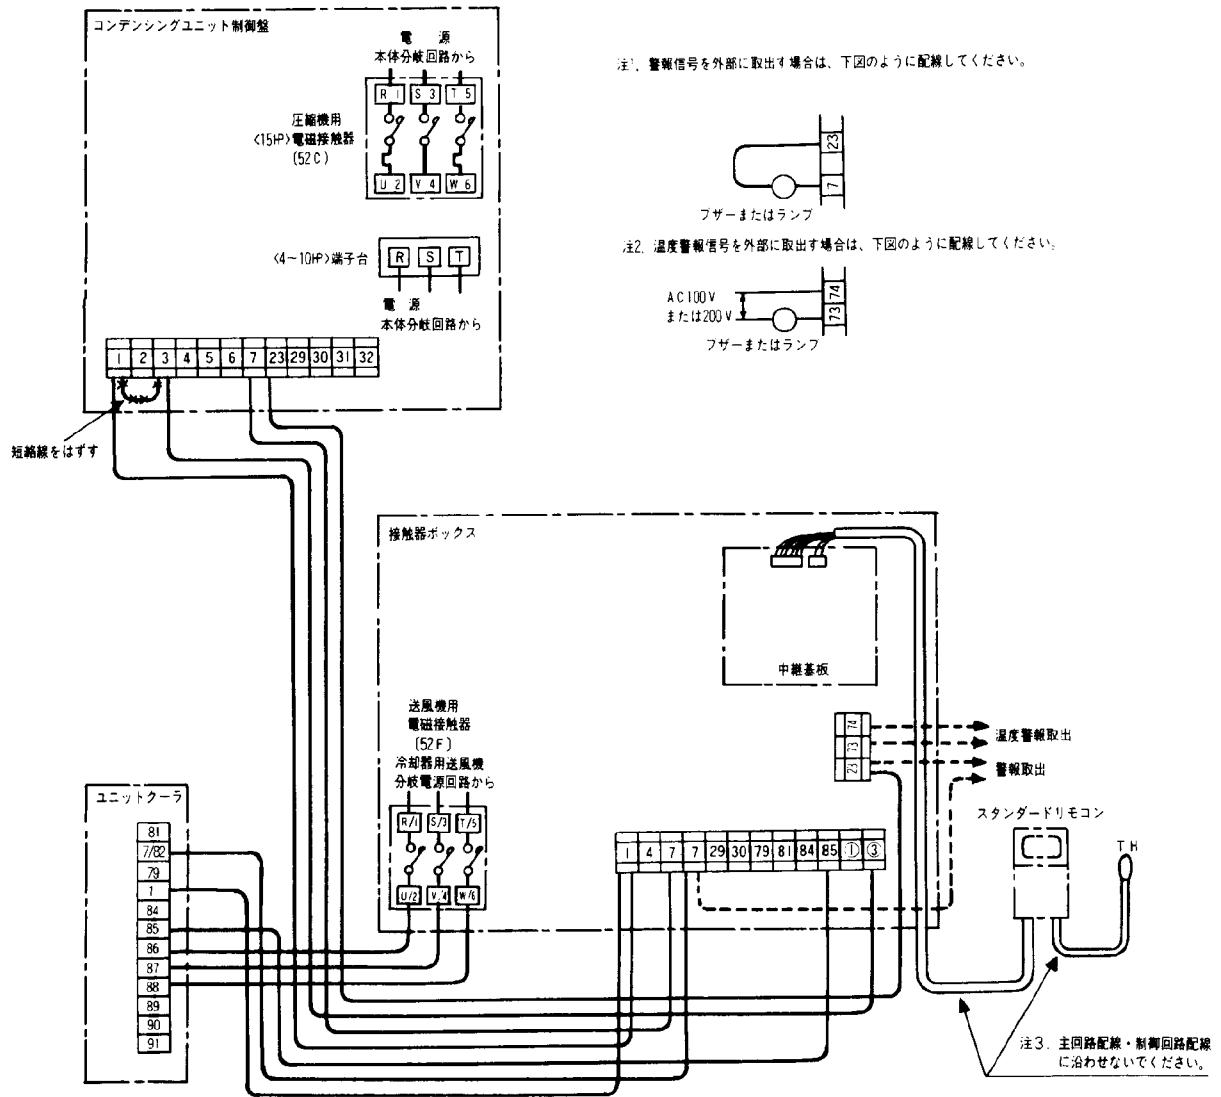 コンデンシングユニット制御盤
電 源
本体分岐回路から
R 1 S 3 T 5
圧縮機用
<15HP>電磁接触器
(52C)
U 2 V 4 W 6
<4~10HP>端子台
R S T
電 源
本体分岐回路から
1 2 3 4 5 6 7 23 29 30 31 32
短絡線をはずす
注1. 警報信号を外部に取出す場合は、下図のように配線してください。
23
7
ブザーまたはランプ
注2. 温度警報信号を外部に取出す場合は、下図のように配線してください。
AC100V
または200V
74
73
ブザーまたはランプ
接触器ボックス
中継基板
送風機用
電磁接触器
(52F)
冷却器用送風機
分岐電源回路から
R/1 S/3 T/5
U/2 V/4 W/6
74
73
23
温度警報取出
警報取出
1 4 7 7 29 30 79 81 84 85 ① ③
スタンダードリモコン
TH
ユニットクーラ
81
7/82
79
1
84
85
86
87
88
89
90
91
注3. 主回路配線・制御回路配線
に沿わせないでください。